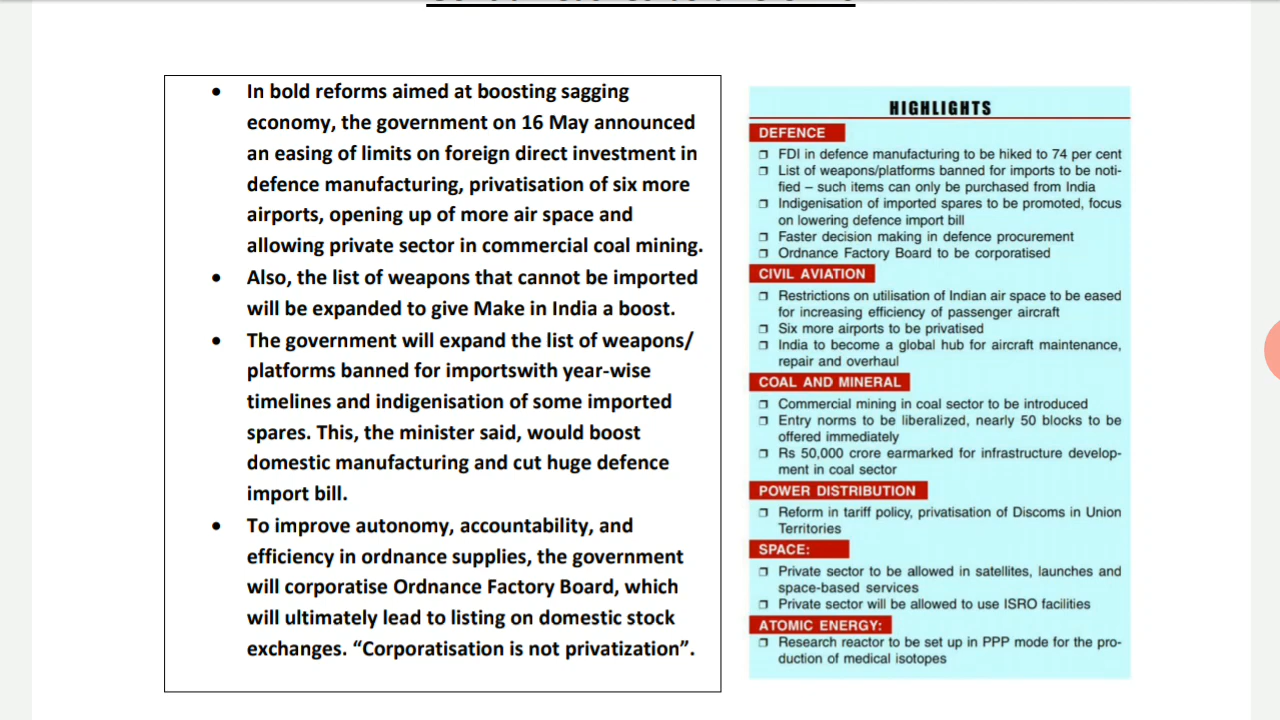 In bold reforms aimed at boosting sagging
economy, the government on 16 May announced
an easing of limits on foreign direct investment in
defence manufacturing, privatisation of six more
airports, opening up of more air space and
allowing private sector in commercial coal mining.
Also, the list of weapons that cannot be imported
will be expanded to give Make in India a boost.
The government will expand the list of weapons/
platforms banned for importswith year-wise
timelines and indigenisation of some imported
spares. This, the minister said, would boost
domestic manufacturing and cut huge defence
import bill.
To improve autonomy, accountability, and
efficiency in ordnance supplies, the government
will corporatise Ordnance Factory Board, which
will ultimately lead to listing on domestic stock
exchanges. “Corporatisation is not privatization”.
HIGHLIGHTS
DEFENCE
FDI in defence manufacturing to be hiked to 74 per cent
List of weapons/platforms banned for imports to be noti-
fied – such items can only be purchased from India
Indigenisation of imported spares to be promoted, focus
on lowering defence import bill
Faster decision making in defence procurement
Ordnance Factory Board to be corporatised
CIVIL AVIATION
Restrictions on utilisation of Indian air space to be eased
for increasing efficiency of passenger aircraft
Six more airports to be privatised
India to become a global hub for aircraft maintenance,
repair and overhaul
COAL AND MINERAL
Commercial mining in coal sector to be introduced
Entry norms to be liberalized, nearly 50 blocks to be
offered immediately
Rs 50,000 crore earmarked for infrastructure develop-
ment in coal sector
POWER DISTRIBUTION
Reform in tariff policy, privatisation of Discoms in Union
Territories
SPACE:
Private sector to be allowed in satellites, launches and
space-based services
Private sector will be allowed to use ISRO facilities
ATOMIC ENERGY:
Research reactor to be set up in PPP mode for the pro-
duction of medical isotopes